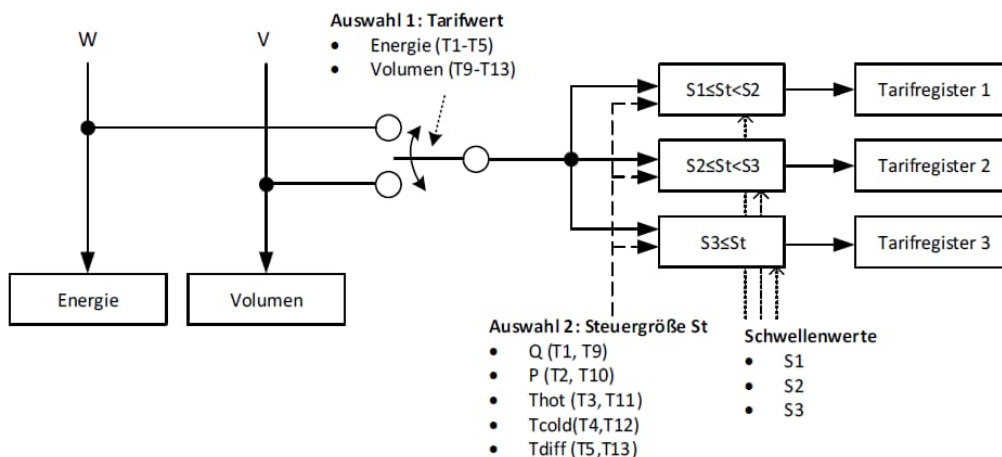 W
V
Auswahl 1: Tarifwert
• Energie (T1-T5)
• Volumen (T9-T13)
S1≤St<S2
Tarifregister 1
S2≤St<S3
Tarifregister 2
S3≤St
Tarifregister 3
Energie
Volumen
Auswahl 2: Steuergröße St
• Q (T1, T9)
• P (T2, T10)
• Thot (T3, T11)
• Tcold(T4,T12)
• Tdiff (T5,T13)
Schwellenwerte
• S1
• S2
• S3